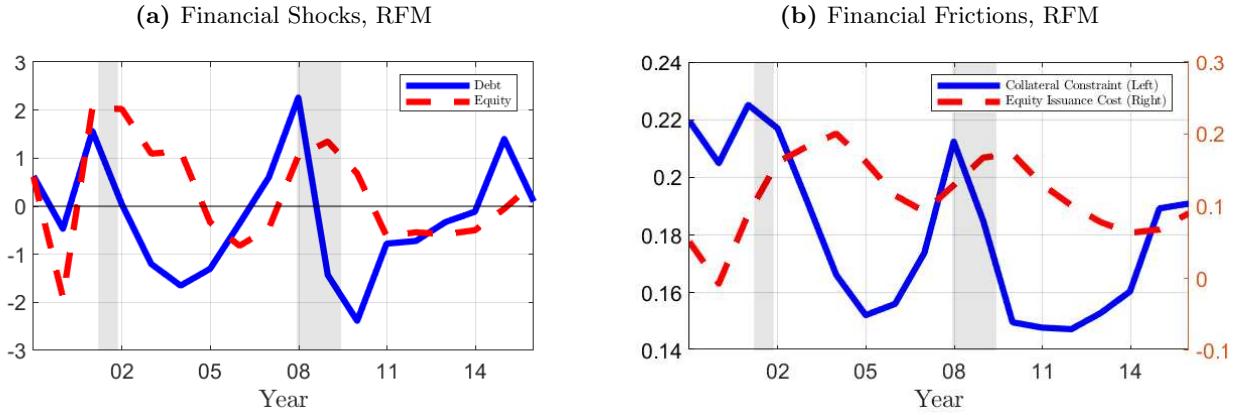 (a) Financial Shocks, RFM
3
2
1
0
-1
-2
-3
Debt
Equity
02 05 08 11 14
Year
(b) Financial Frictions, RFM
0.24
0.22
0.2
0.18
0.16
0.14
Collateral Constraint (Left)
Equity Issuance Cost (Right)
0.3
0.2
0.1
0
-0.1
02 05 08 11 14
Year